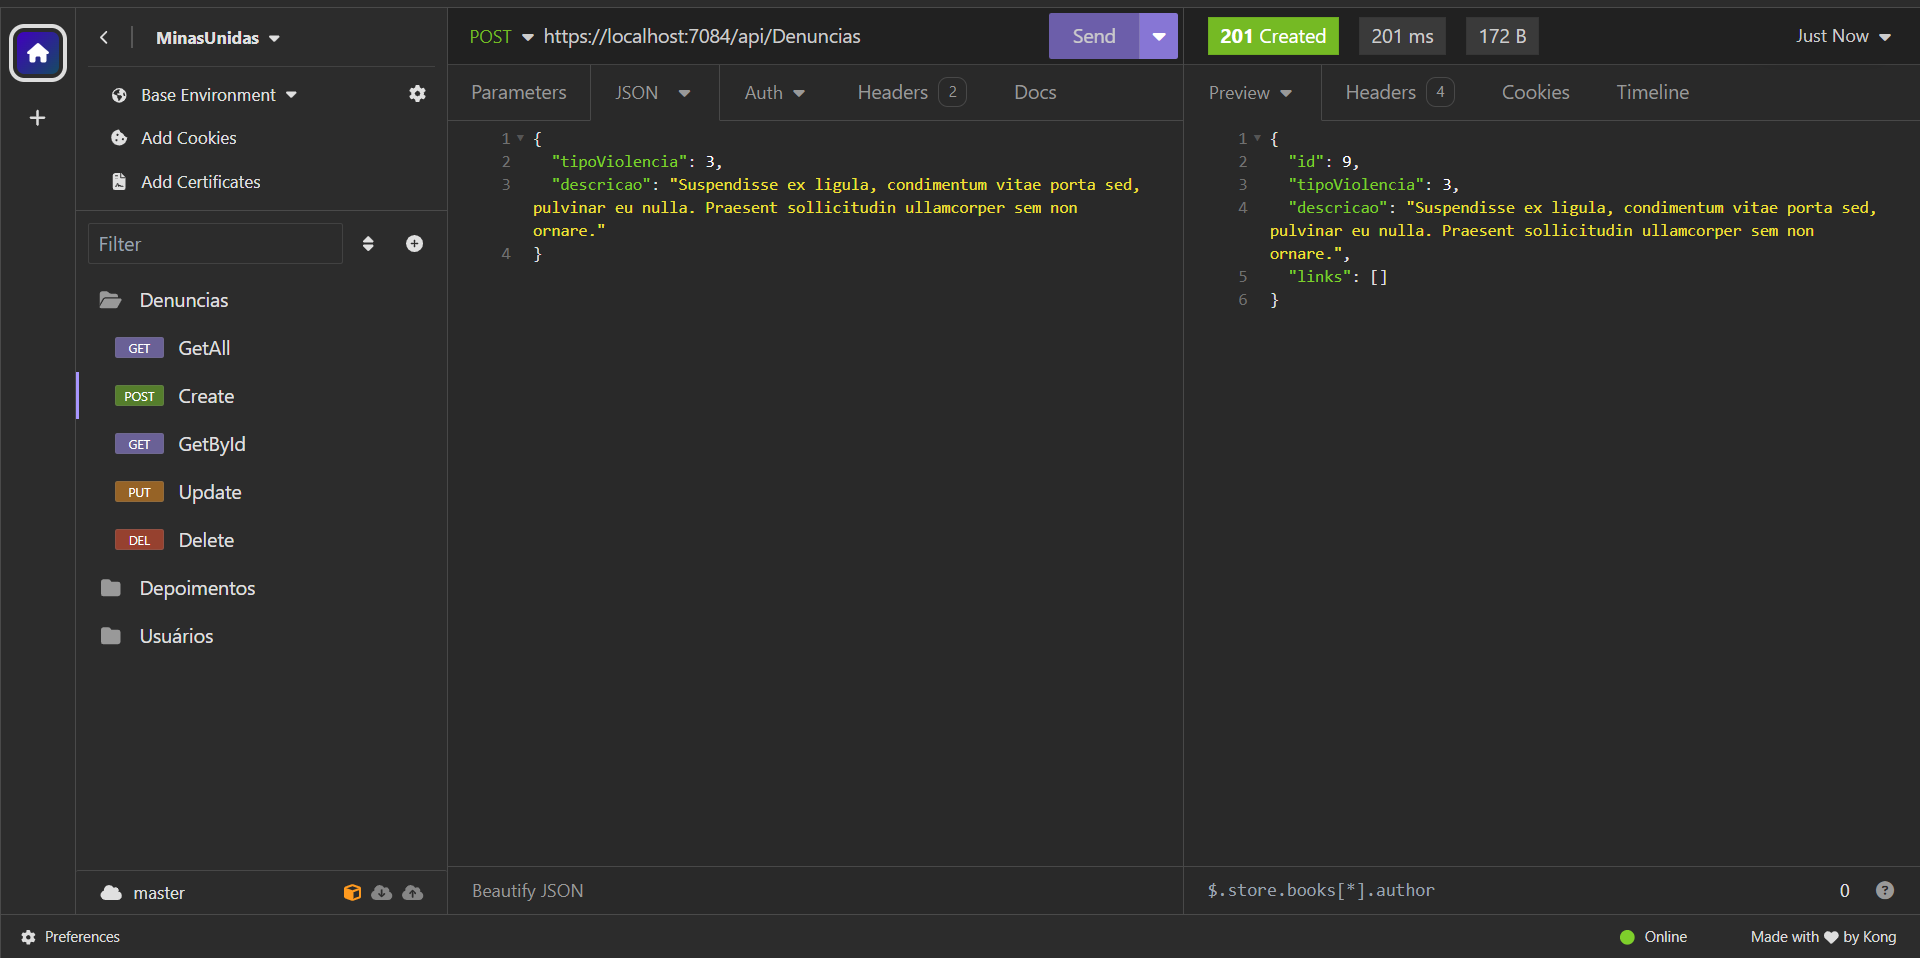 MinasUnidas
Base Environment
Add Cookies
Add Certificates
Filter
Denuncias
GET GetAll
POST Create
GET GetById
PUT Update
DEL Delete
Depoimentos
Usuários
master
Preferences
POST https://localhost:7084/api/Denuncias Send
Parameters JSON Auth Headers 2 Docs
1 {
2 "tipoViolencia": 3,
3 "descricao": "Suspendisse ex ligula, condimentum vitae porta sed,
pulvinar eu nulla. Praesent sollicitudin ullamcorper sem non
ornare."
4 }
Beautify JSON
201 Created 201 ms 172 B Just Now
Preview Headers 4 Cookies Timeline
1 {
2 "id": 9,
3 "tipoViolencia": 3,
4 "descricao": "Suspendisse ex ligula, condimentum vitae porta sed,
pulvinar eu nulla. Praesent sollicitudin ullamcorper sem non
ornare.",
5 "links": []
6 }
$.store.books[*].author 0 ?
Online Made with ♥ by Kong